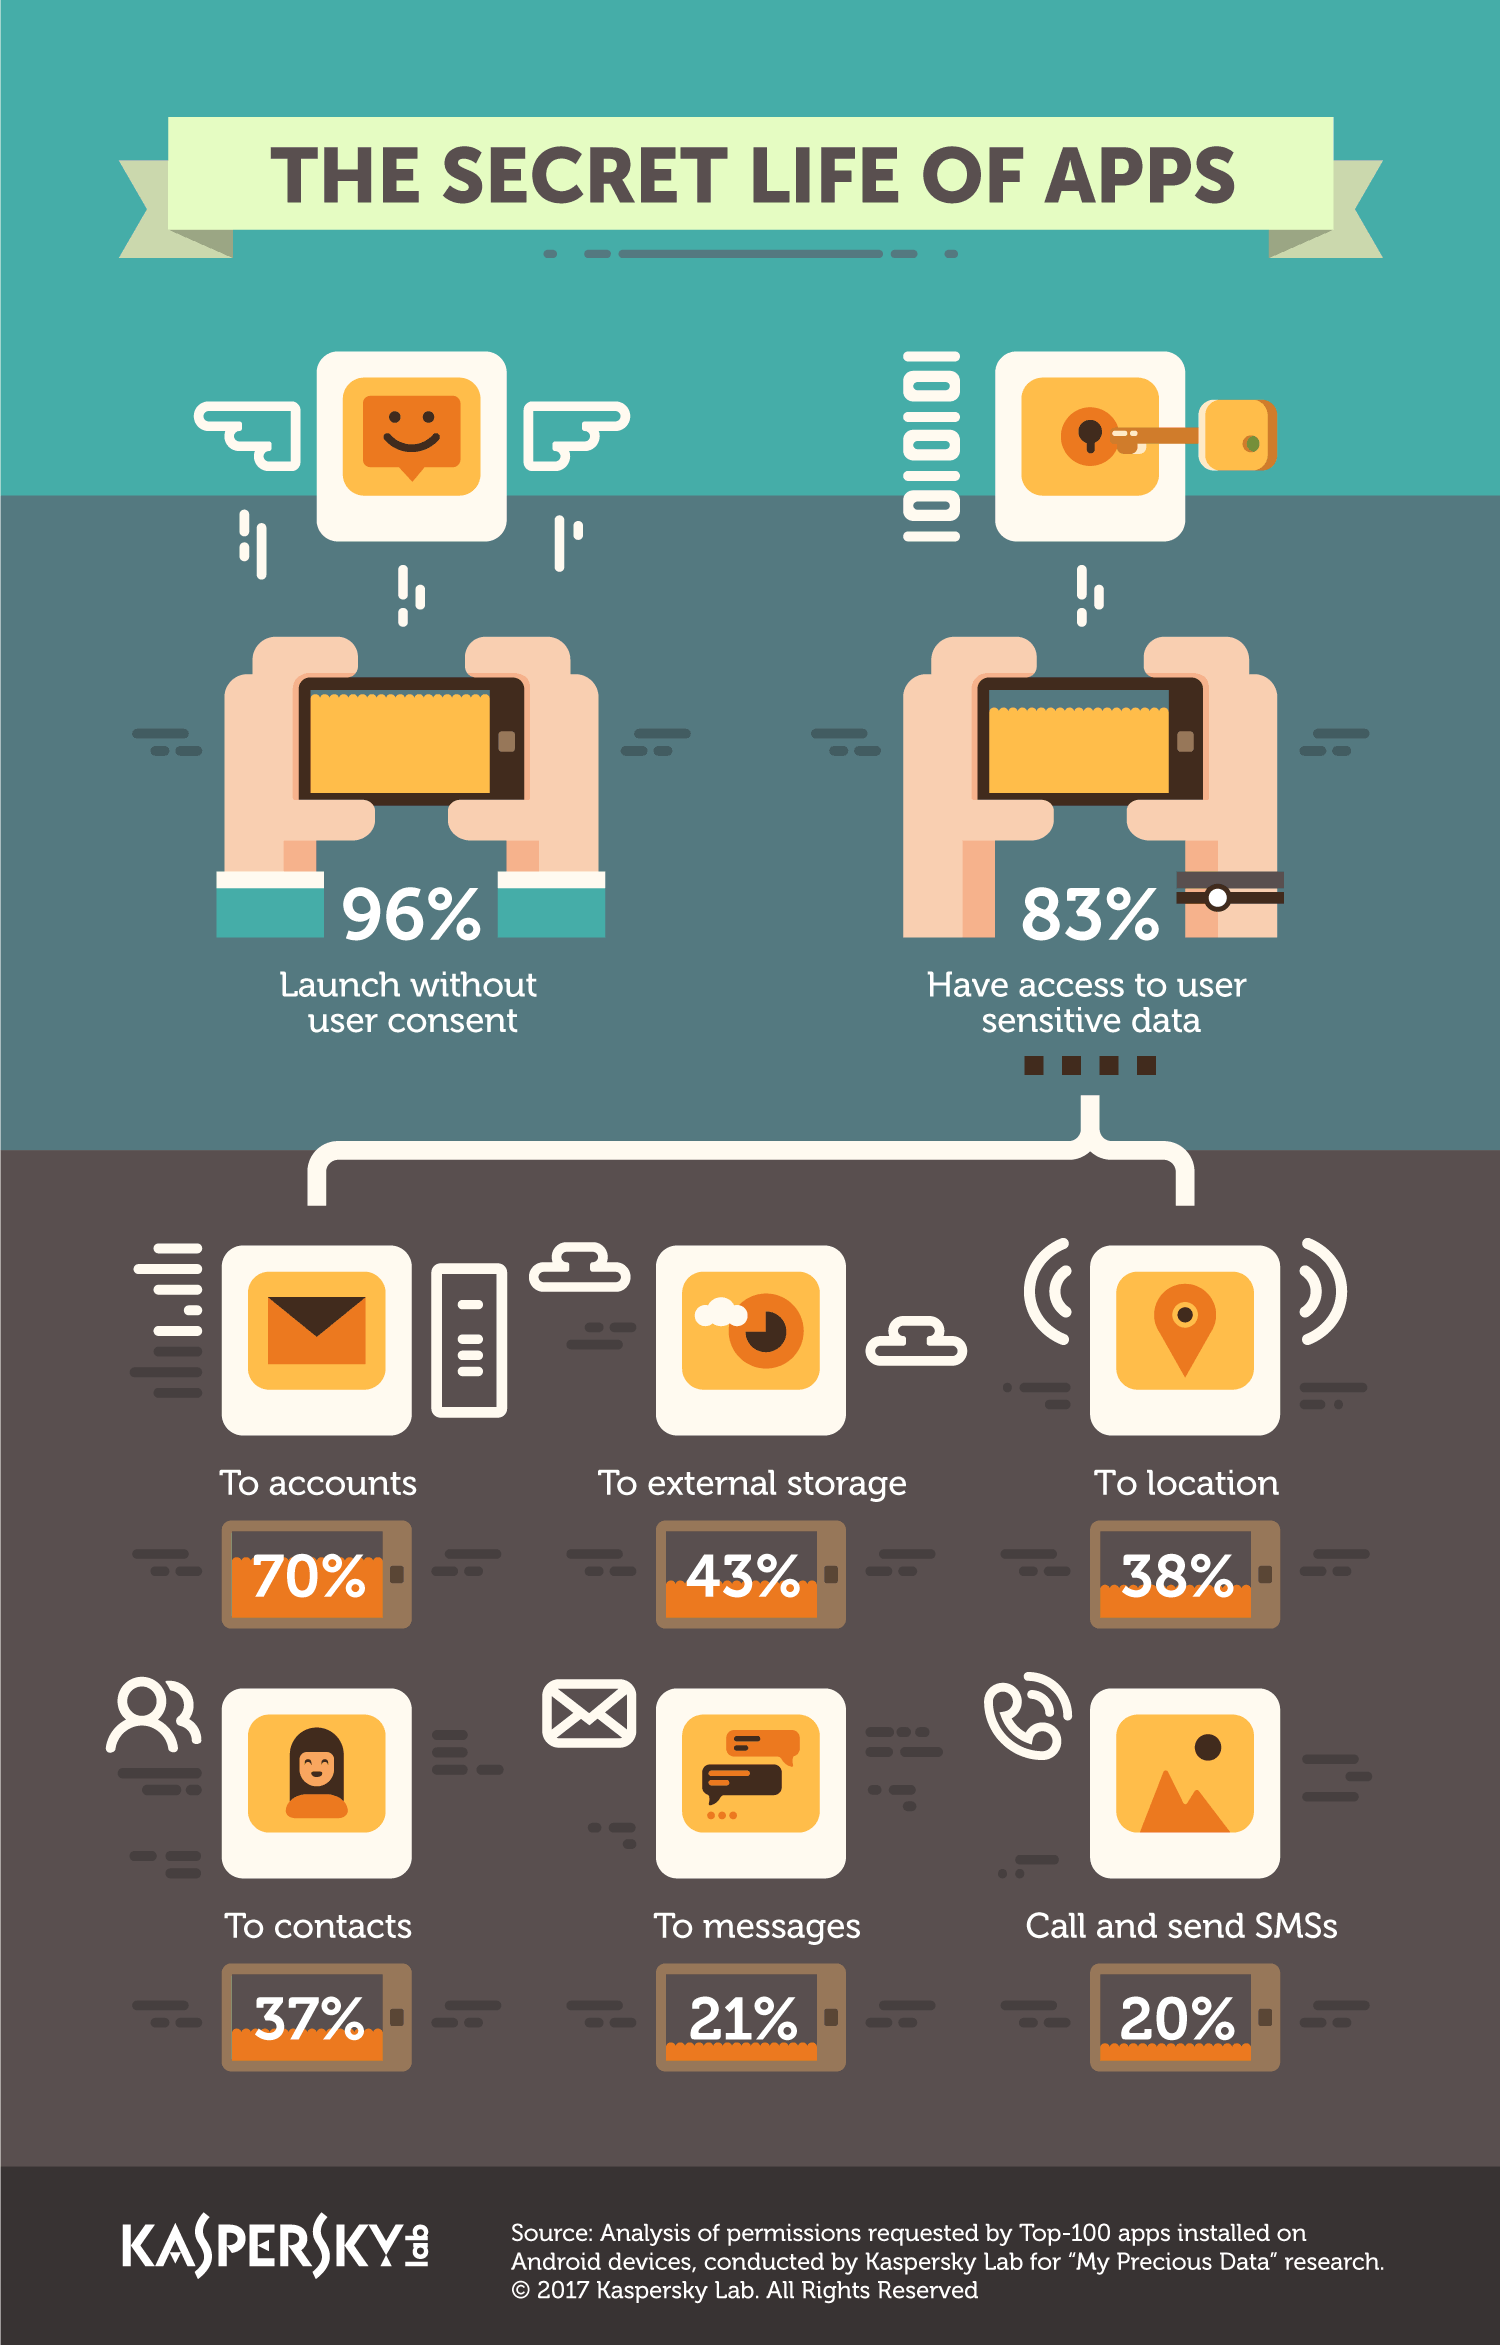 THE SECRET LIFE OF APPS
96%
Launch without
user consent
83%
Have access to user
sensitive data
To accounts
70%
To external storage
43%
To location
38%
To contacts
37%
To messages
21%
Call and send SMSs
20%
KASPERSKY lab
Source: Analysis of permissions requested by Top-100 apps installed on
Android devices, conducted by Kaspersky Lab for “My Precious Data” research.
© 2017 Kaspersky Lab. All Rights Reserved